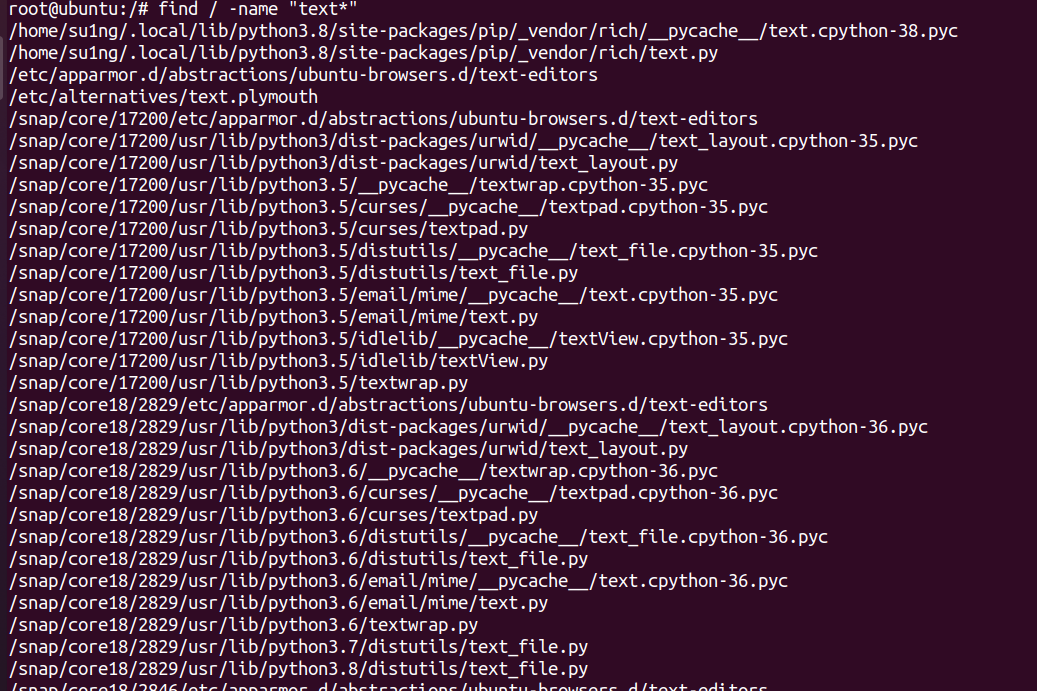 root@ubuntu:/# find / -name "text*"
/home/su1ng/.local/lib/python3.8/site-packages/pip/_vendor/rich/__pycache__/text.cpython-38.pyc
/home/su1ng/.local/lib/python3.8/site-packages/pip/_vendor/rich/text.py
/etc/apparmor.d/abstractions/ubuntu-browsers.d/text-editors
/etc/alternatives/text.plymouth
/snap/core/17200/etc/apparmor.d/abstractions/ubuntu-browsers.d/text-editors
/snap/core/17200/usr/lib/python3/dist-packages/urwid/__pycache__/text_layout.cpython-35.pyc
/snap/core/17200/usr/lib/python3/dist-packages/urwid/text_layout.py
/snap/core/17200/usr/lib/python3.5/__pycache__/textwrap.cpython-35.pyc
/snap/core/17200/usr/lib/python3.5/curses/__pycache__/textpad.cpython-35.pyc
/snap/core/17200/usr/lib/python3.5/curses/textpad.py
/snap/core/17200/usr/lib/python3.5/distutils/__pycache__/text_file.cpython-35.pyc
/snap/core/17200/usr/lib/python3.5/distutils/text_file.py
/snap/core/17200/usr/lib/python3.5/email/mime/__pycache__/text.cpython-35.pyc
/snap/core/17200/usr/lib/python3.5/email/mime/text.py
/snap/core/17200/usr/lib/python3.5/idlelib/__pycache__/textView.cpython-35.pyc
/snap/core/17200/usr/lib/python3.5/idlelib/textView.py
/snap/core/17200/usr/lib/python3.5/textwrap.py
/snap/core18/2829/etc/apparmor.d/abstractions/ubuntu-browsers.d/text-editors
/snap/core18/2829/usr/lib/python3/dist-packages/urwid/__pycache__/text_layout.cpython-36.pyc
/snap/core18/2829/usr/lib/python3/dist-packages/urwid/text_layout.py
/snap/core18/2829/usr/lib/python3.6/__pycache__/textwrap.cpython-36.pyc
/snap/core18/2829/usr/lib/python3.6/curses/__pycache__/textpad.cpython-36.pyc
/snap/core18/2829/usr/lib/python3.6/curses/textpad.py
/snap/core18/2829/usr/lib/python3.6/distutils/__pycache__/text_file.cpython-36.pyc
/snap/core18/2829/usr/lib/python3.6/distutils/text_file.py
/snap/core18/2829/usr/lib/python3.6/email/mime/__pycache__/text.cpython-36.pyc
/snap/core18/2829/usr/lib/python3.6/email/mime/text.py
/snap/core18/2829/usr/lib/python3.6/textwrap.py
/snap/core18/2829/usr/lib/python3.7/distutils/text_file.py
/snap/core18/2829/usr/lib/python3.8/distutils/text_file.py
/snap/core18/2846/etc/apparmor.d/abstractions/ubuntu-browsers.d/text-editors